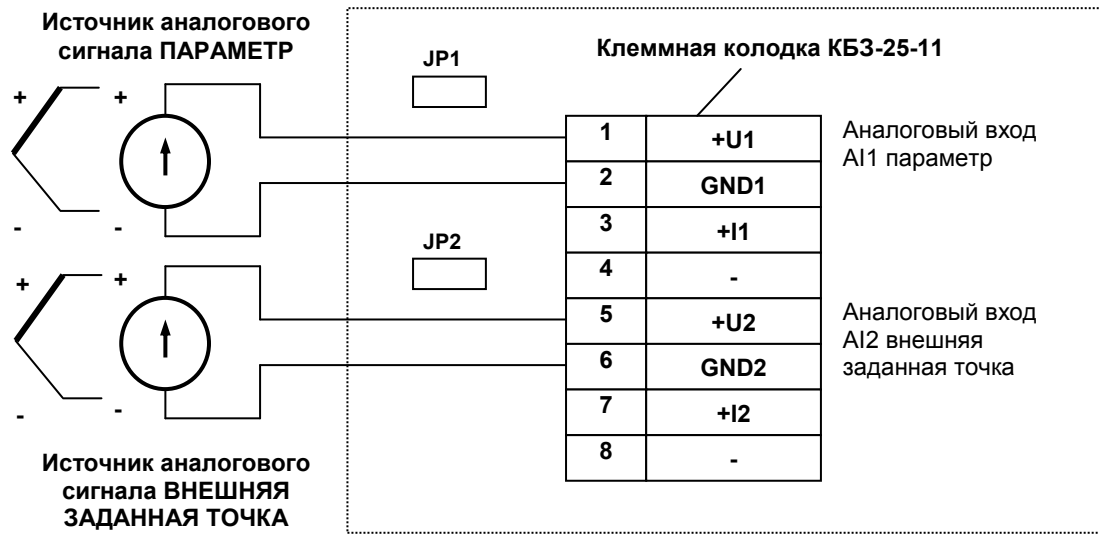 Источник аналогового
сигнала ПАРАМЕТР
JP1
Клеммная колодка КБЗ-25-11
+ +
- -
1 +U1
2 GND1
3 +I1
4 -
5 +U2
6 GND2
7 +I2
8 -
Аналоговый вход
AI1 параметр
JP2
+ +
- -
Аналоговый вход
AI2 внешняя
заданная точка
Источник аналогового
сигнала ВНЕШНЯЯ
ЗАДАННАЯ ТОЧКА